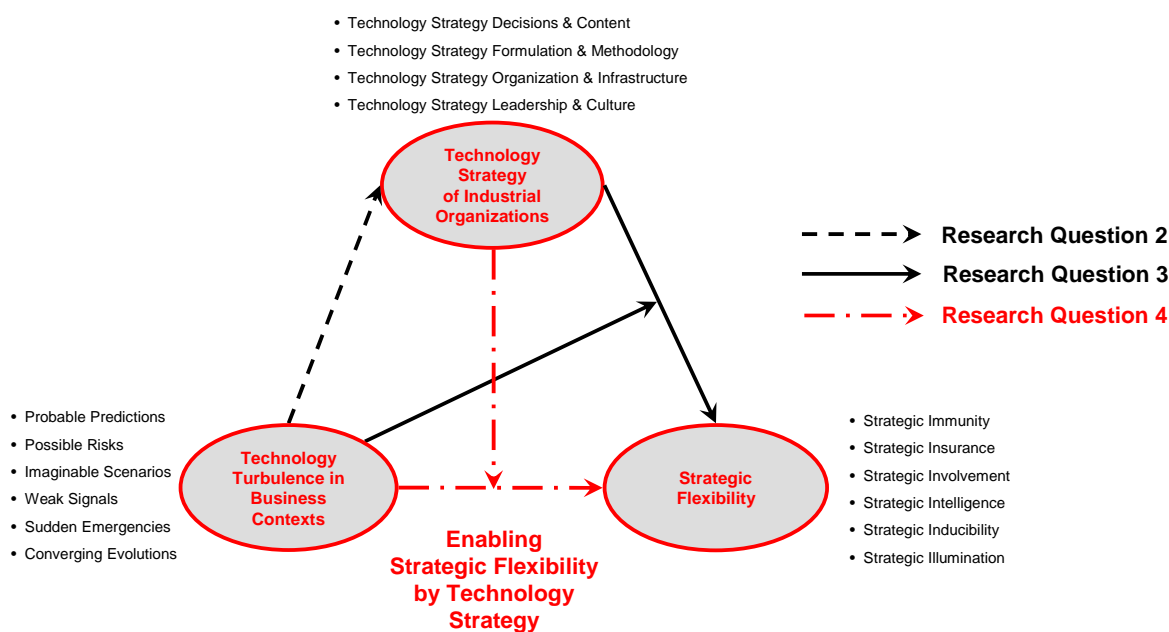 • Technology Strategy Decisions & Content
• Technology Strategy Formulation & Methodology
• Technology Strategy Organization & Infrastructure
• Technology Strategy Leadership & Culture
Technology
Strategy
of Industrial
Organizations
Research Question 2
Research Question 3
Research Question 4
• Probable Predictions
• Possible Risks
• Imaginable Scenarios
• Weak Signals
• Sudden Emergencies
• Converging Evolutions
Technology
Turbulence in
Business
Contexts
Strategic
Flexibility
• Strategic Immunity
• Strategic Insurance
• Strategic Involvement
• Strategic Intelligence
• Strategic Inducibility
• Strategic Illumination
Enabling
Strategic Flexibility
by Technology
Strategy